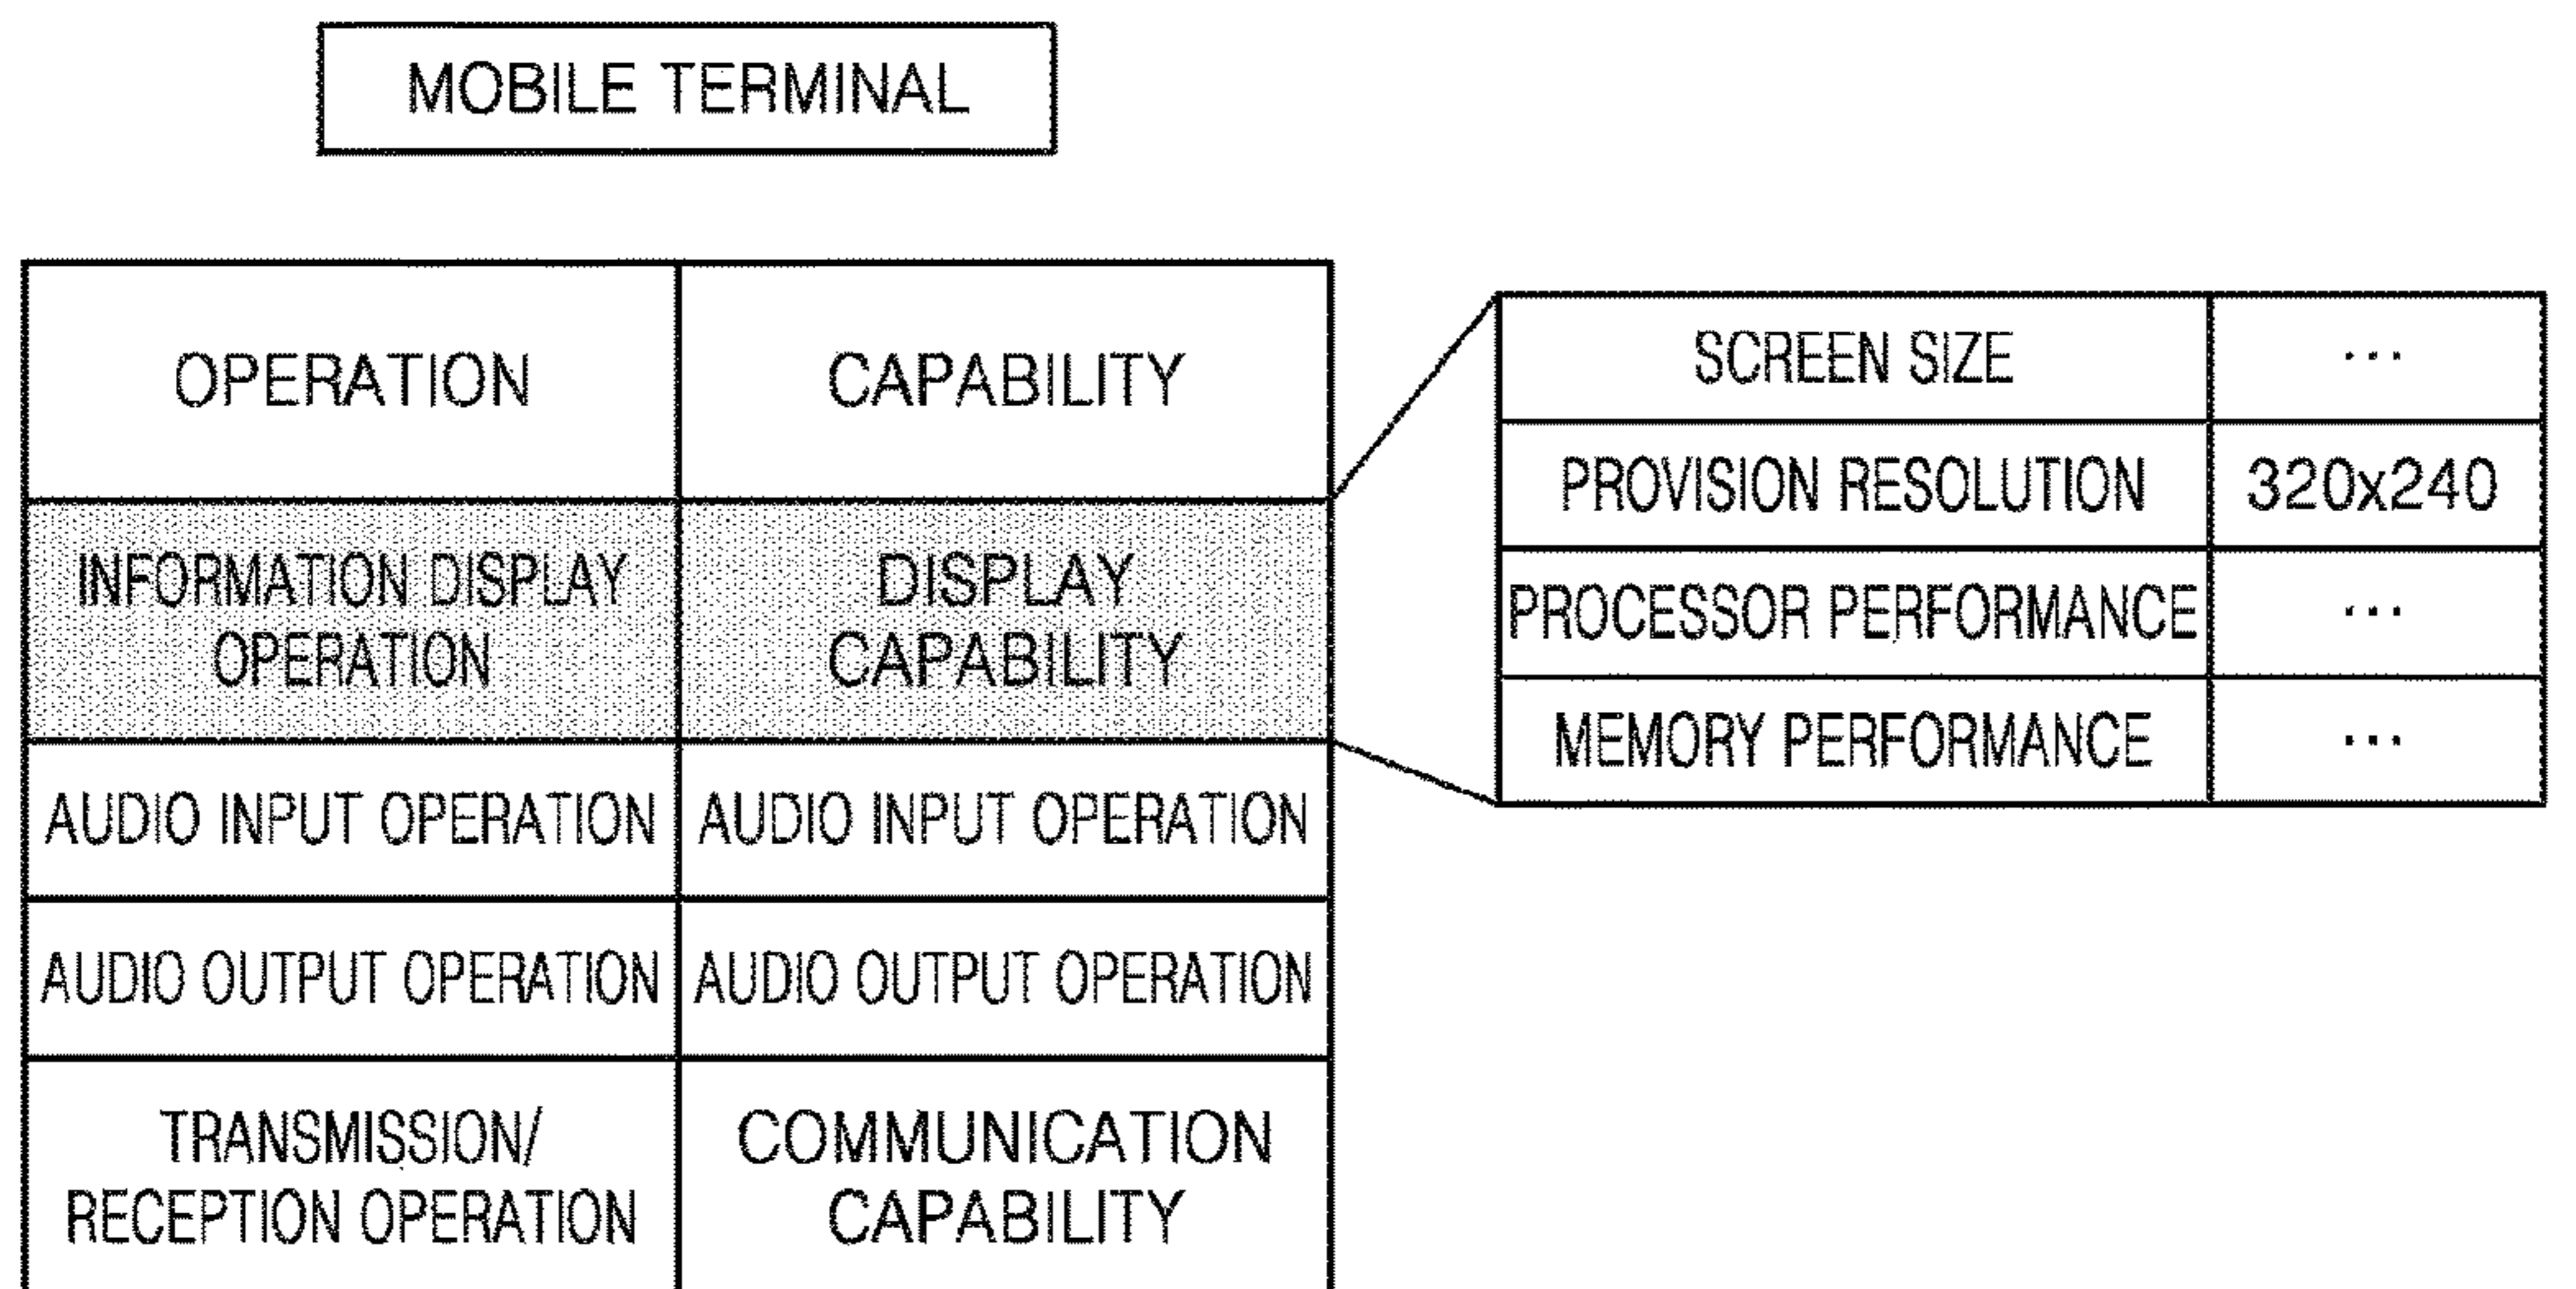 MOBILE TERMINAL
OPERATION
CAPABILITY
INFORMATION DISPLAY
OPERATION
DISPLAY
CAPABILITY
AUDIO INPUT OPERATION
AUDIO INPUT OPERATION
AUDIO OUTPUT OPERATION
AUDIO OUTPUT OPERATION
TRANSMISSION/
RECEPTION OPERATION
COMMUNICATION
CAPABILITY
SCREEN SIZE
...
PROVISION RESOLUTION
320x240
PROCESSOR PERFORMANCE
...
MEMORY PERFORMANCE
...